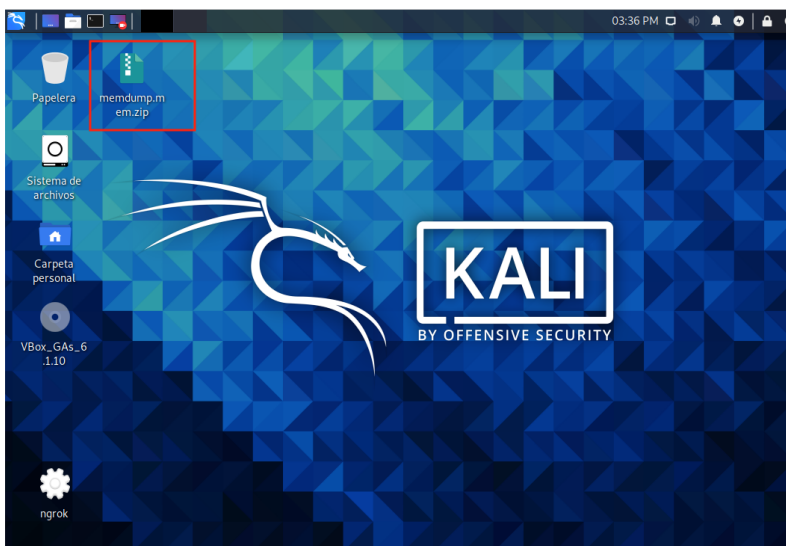 03:36 PM
Papelera
memdump.m
em.zip
Sistema de
archivos
Carpeta
personal
VBox_GAs_6
.1.10
ngrok
KALI
BY OFFENSIVE SECURITY